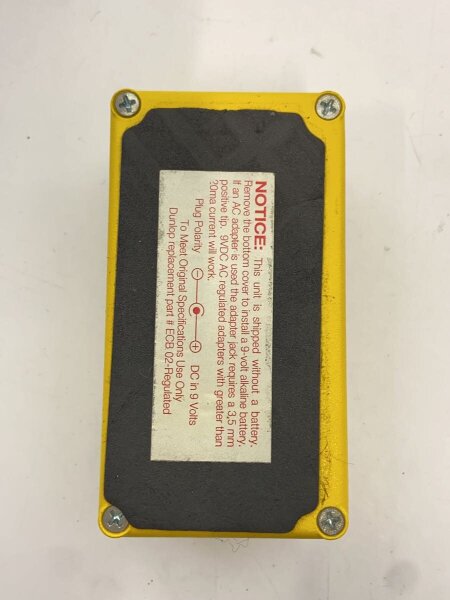 NOTICE: This unit is shipped without a battery.
Remove the bottom cover to install a 9-volt alkaline battery.
If an AC adapter is used the adapter jack requires a 3,5 mm
positive tip. 9VDC AC regulated adapters with greater than
20ma current will work.
Plug Polarity - + DC in 9 Volts
To Meet Original Specifications Use Only
Dunlop replacement part # ECB 02-Regulated